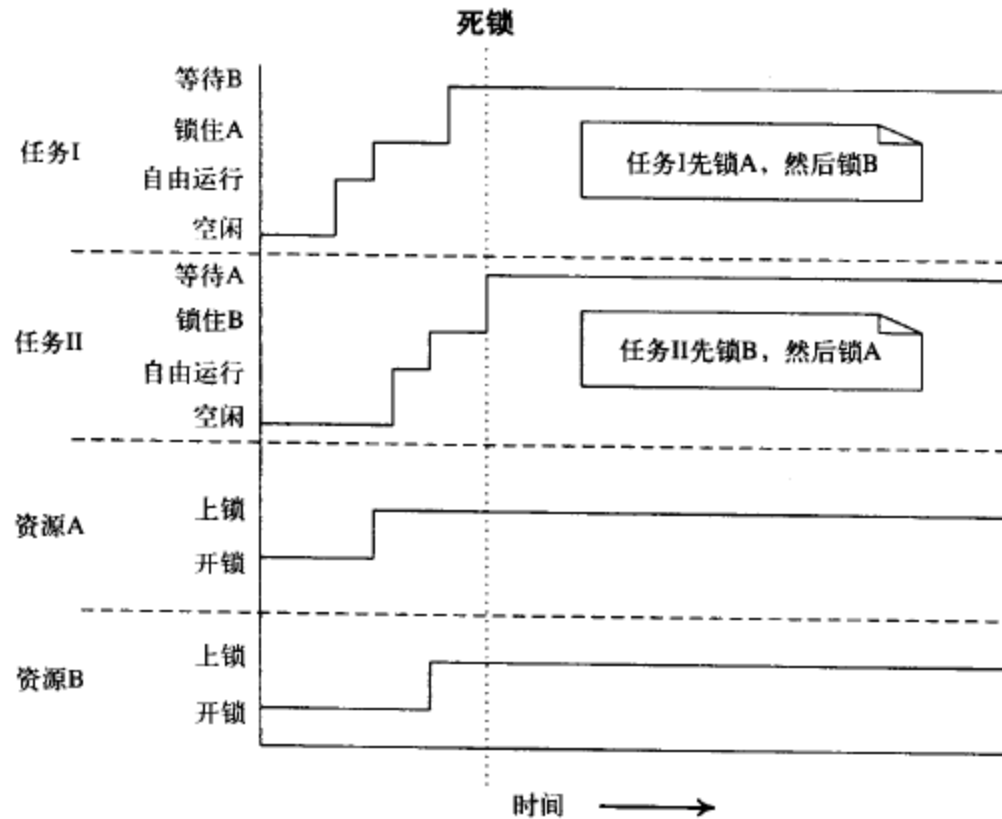 死锁
等待B
锁住A
任务I
自由运行
空闲
任务I先锁A，然后锁B
等待A
锁住B
任务II
自由运行
空闲
任务II先锁B，然后锁A
上锁
资源A
开锁
上锁
资源B
开锁
时间